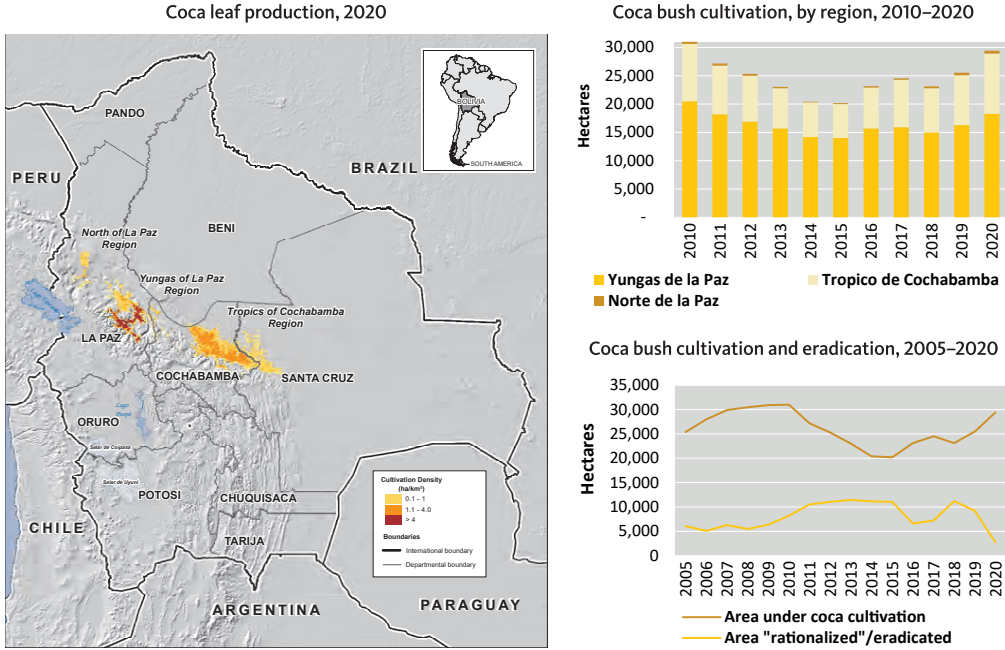 Coca leaf production, 2020
BOLIVIA
SOUTH AMERICA
PANDO
PERU
BRAZIL
BENI
North of La Paz
Region
Yungas of La Paz
Region
Tropics of Cochabamba
Region
LA PAZ
COCHABAMBA
SANTA CRUZ
ORURO
Lago
Poopó
Salar de Coipasa
Salar de Uyuni
POTOSI
CHUQUISACA
CHILE
TARIJA
ARGENTINA
PARAGUAY
Cultivation Density
(ha/km²)
0.1 - 1
1.1 - 4.0
> 4
Boundaries
International boundary
Departmental boundary
Coca bush cultivation, by region, 2010–2020
Hectares
30,000
25,000
20,000
15,000
10,000
5,000
-
2010
2011
2012
2013
2014
2015
2016
2017
2018
2019
2020
Yungas de la Paz
Tropico de Cochabamba
Norte de la Paz
Coca bush cultivation and eradication, 2005–2020
Hectares
35,000
30,000
25,000
20,000
15,000
10,000
5,000
0
2005
2006
2007
2008
2009
2010
2011
2012
2013
2014
2015
2016
2017
2018
2019
2020
Area under coca cultivation
Area "rationalized"/eradicated